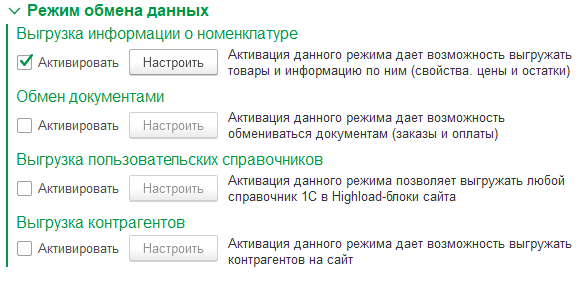 Режим обмена данных
Выгрузка информации о номенклатуре
Активировать Настроить Активация данного режима дает возможность выгружать
товары и информацию по ним (свойства. цены и остатки)
Обмен документами
Активировать Настроить Активация данного режима дает возможность
обмениваться документам (заказы и оплаты)
Выгрузка пользовательских справочников
Активировать Настроить Активация данного режима позволяет выгружать любой
справочник 1С в Highload-блоки сайта
Выгрузка контрагентов
Активировать Настроить Активация данного режима дает возможность выгружать
контрагентов на сайт